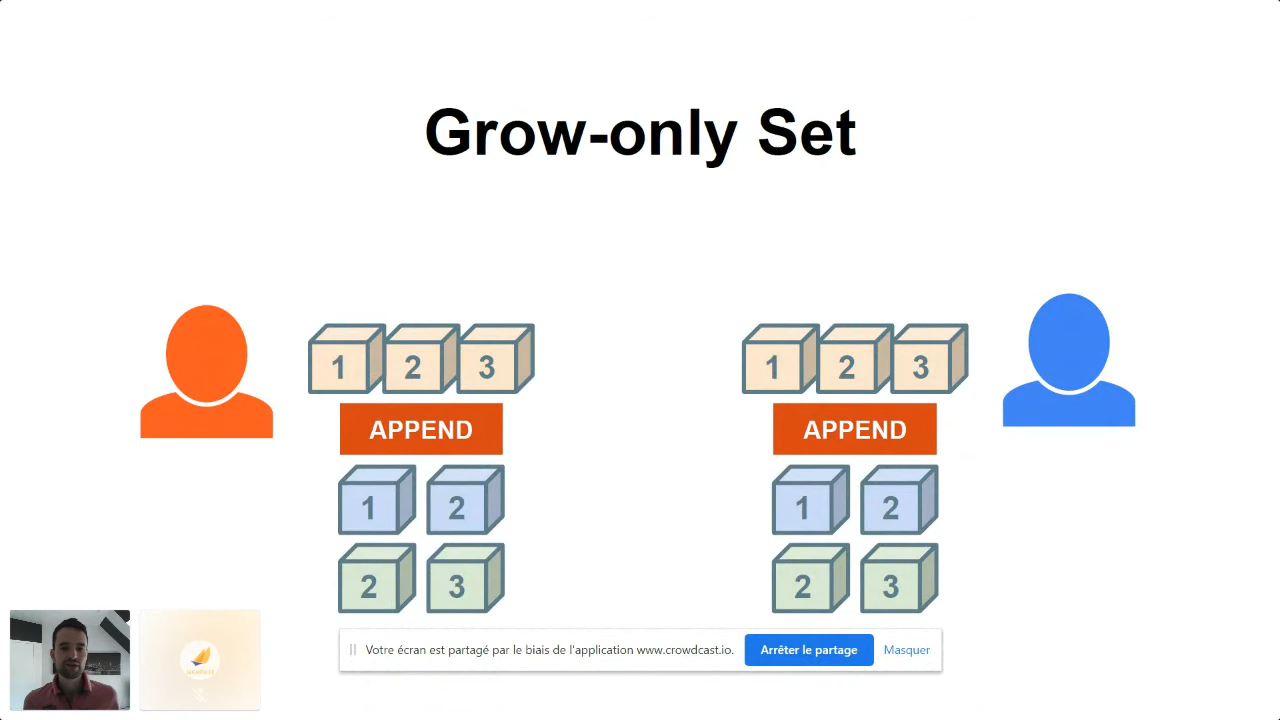 Grow-only Set
1 2 3
1 2 3
APPEND
APPEND
1 2
1 2
2 3
2 3
Votre écran est partagé par le biais de l'application www.crowdcast.io.
Arrêter le partage
Masquer